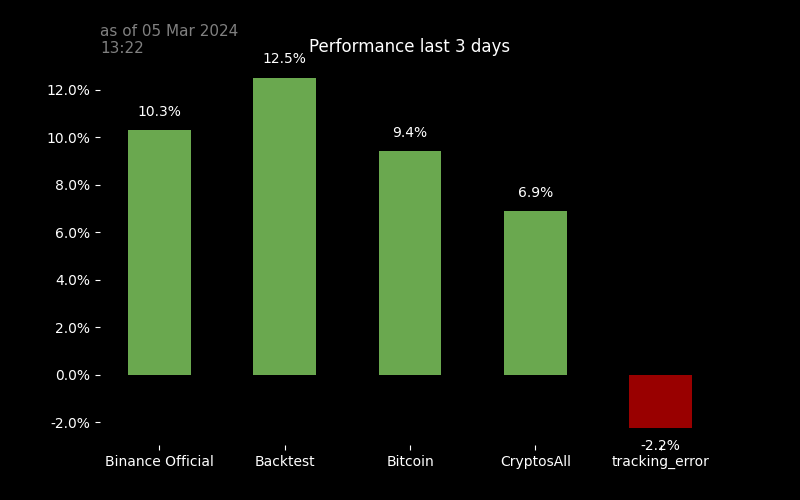 as of 05 Mar 2024
13:22
Performance last 3 days
12.5%
10.3%
9.4%
6.9%
-2.2%
12.0%
10.0%
8.0%
6.0%
4.0%
2.0%
0.0%
-2.0%
Binance Official
Backtest
Bitcoin
CryptosAll
tracking_error